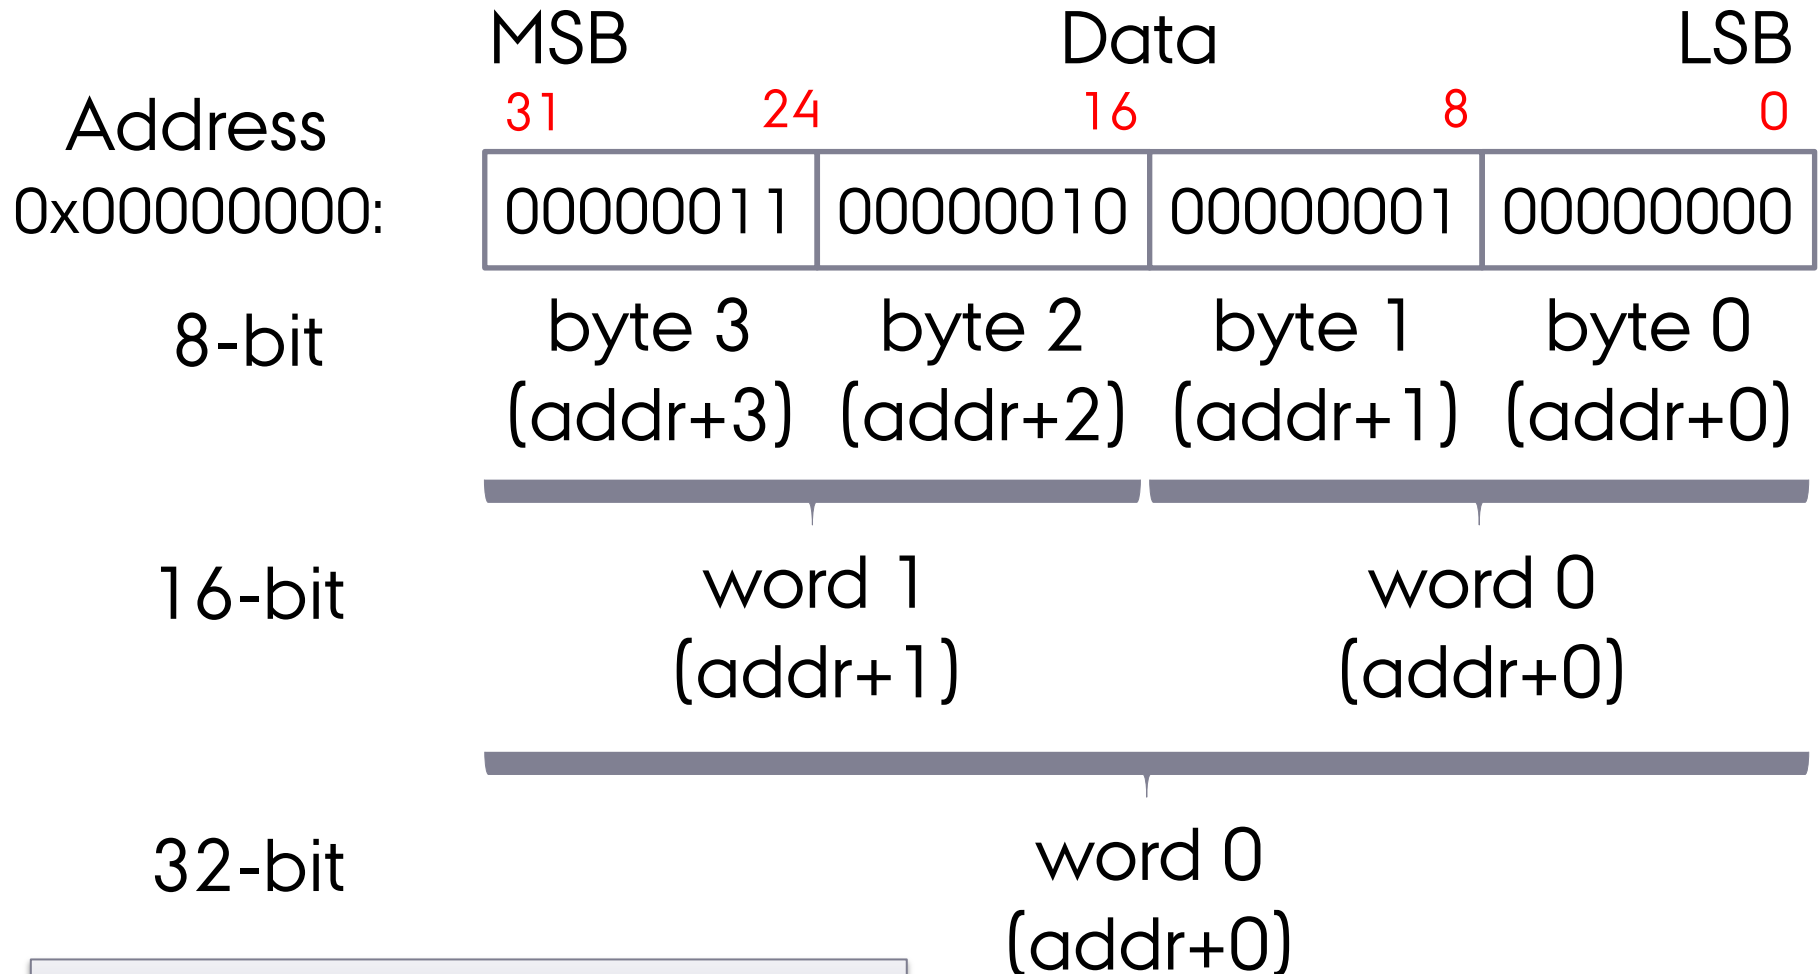 MSB Data LSB
31 24 16 8 0
Address
0x00000000: 00000011 00000010 00000001 00000000
8-bit byte 3 byte 2 byte 1 byte 0
(addr+3) (addr+2) (addr+1) (addr+0)
16-bit word 1 word 0
(addr+1) (addr+0)
32-bit word 0
(addr+0)